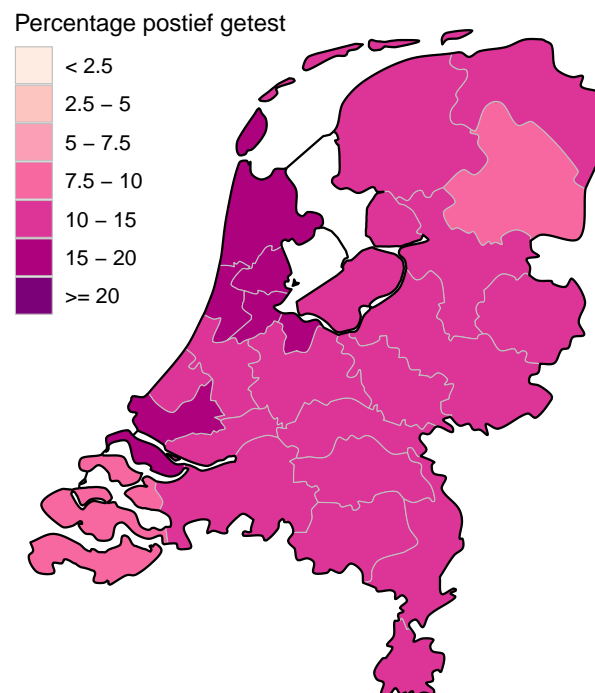 Percentage postief getest
< 2.5
2.5 – 5
5 – 7.5
7.5 – 10
10 – 15
15 – 20
>= 20